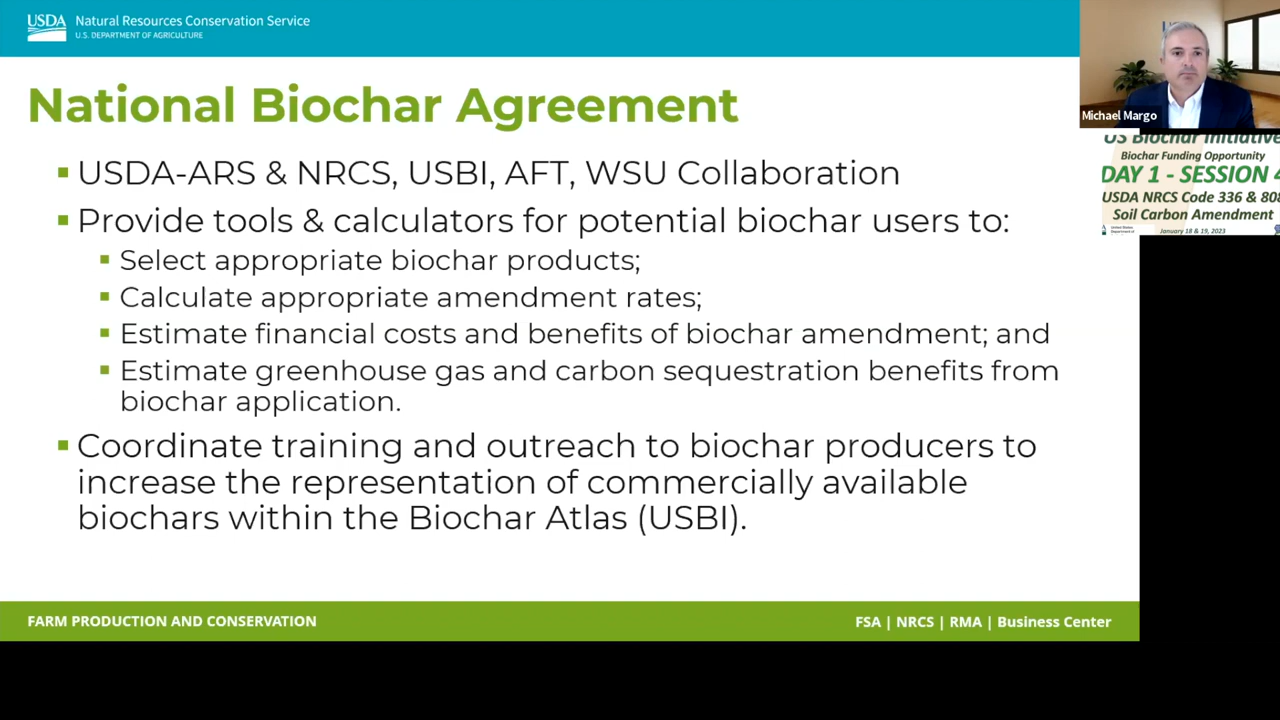 USDA Natural Resources Conservation Service
U.S. DEPARTMENT OF AGRICULTURE
National Biochar Agreement
USDA-ARS & NRCS, USBI, AFT, WSU Collaboration
Provide tools & calculators for potential biochar users to:
Select appropriate biochar products;
Calculate appropriate amendment rates;
Estimate financial costs and benefits of biochar amendment; and
Estimate greenhouse gas and carbon sequestration benefits from
biochar application.
Coordinate training and outreach to biochar producers to
increase the representation of commercially available
biochars within the Biochar Atlas (USBI).
FARM PRODUCTION AND CONSERVATION
FSA | NRCS | RMA | Business Center
Michael Margo
US Biochar Initiative
Biochar Funding Opportunity
DAY 1 - SESSION 4
USDA NRCS Code 336 & 808
Soil Carbon Amendment
January 18 & 19, 2023
United States
Department of